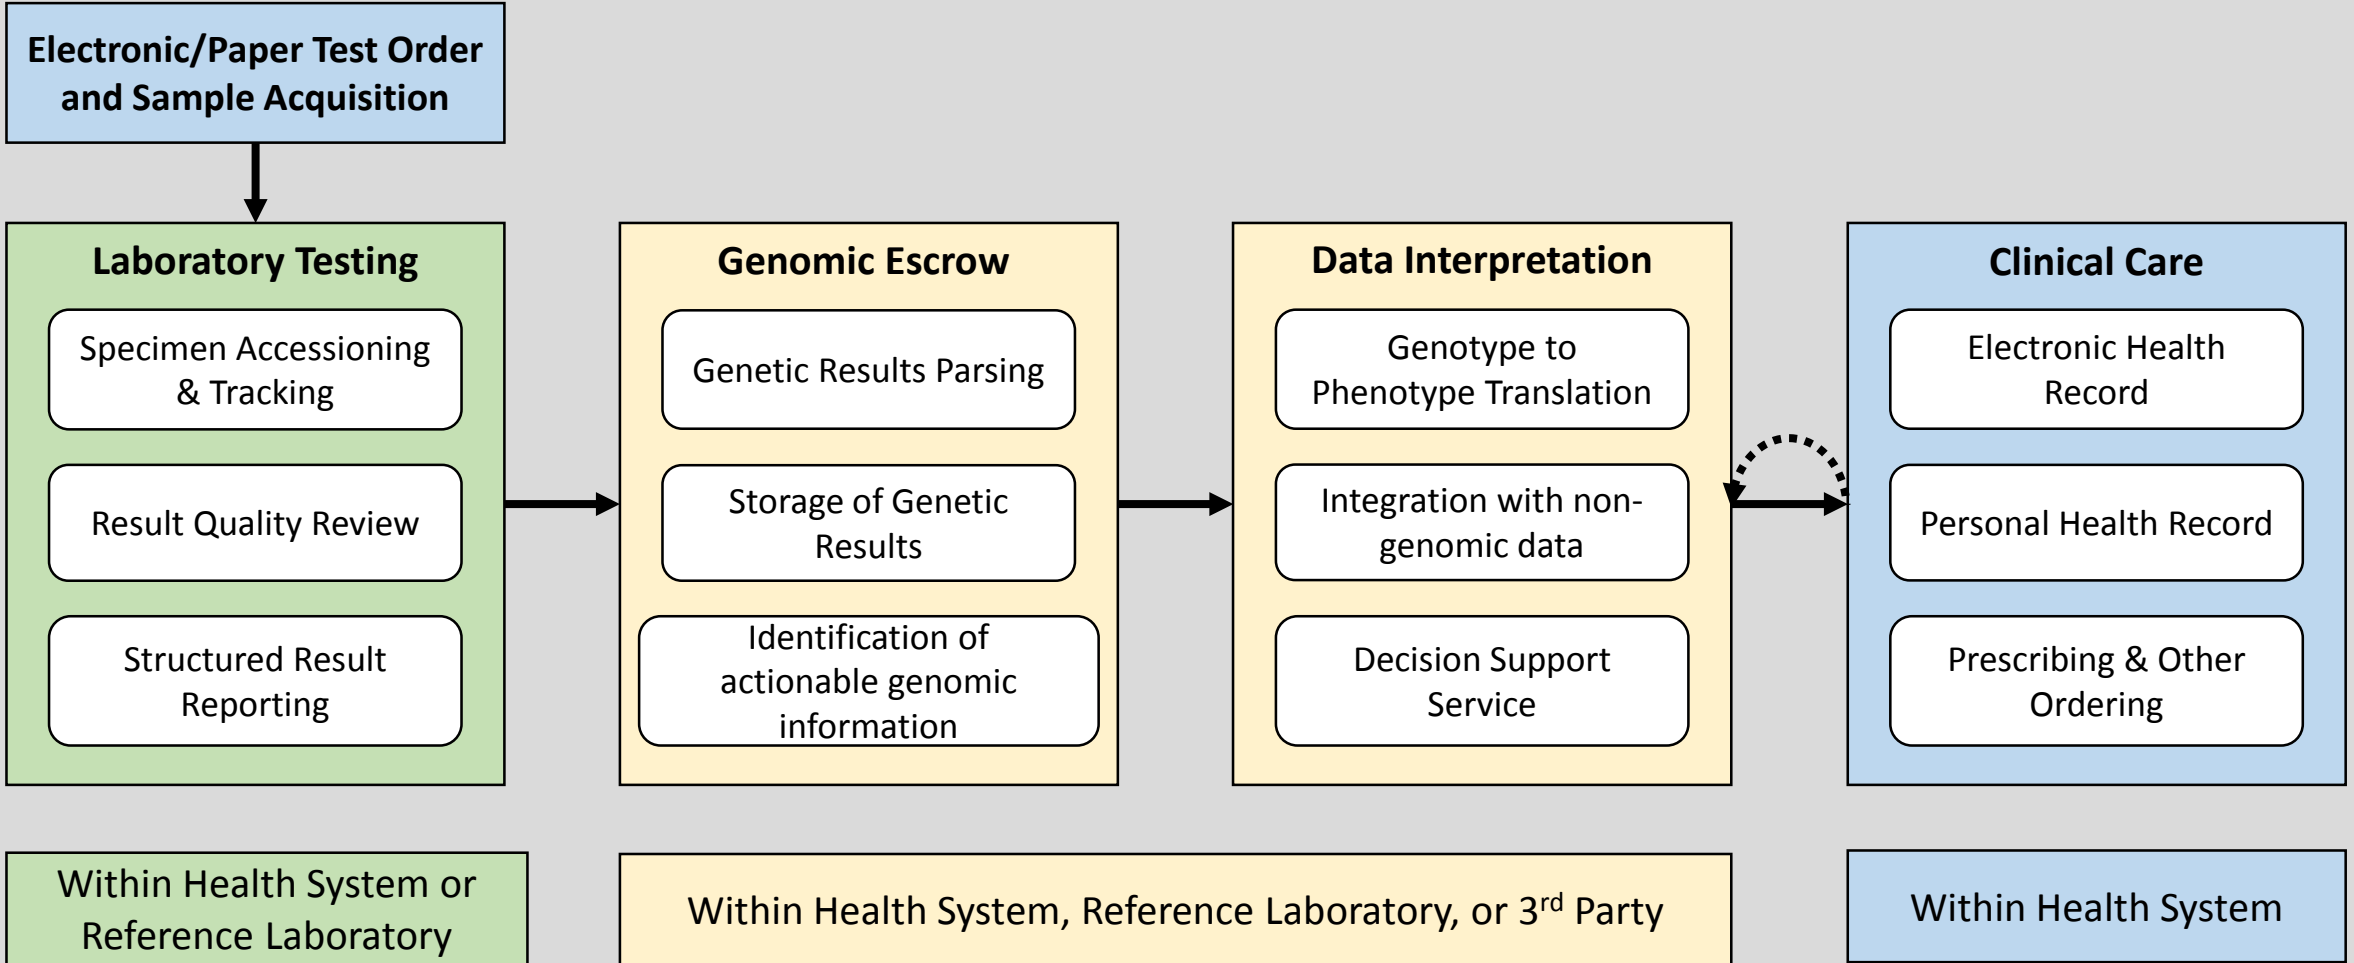 Electronic/Paper Test Order
and Sample Acquisition
Laboratory Testing
Specimen Accessioning
& Tracking
Result Quality Review
Structured Result
Reporting
Genomic Escrow
Genetic Results Parsing
Storage of Genetic
Results
Identification of
actionable genomic
information
Data Interpretation
Genotype to
Phenotype Translation
Integration with non-
genomic data
Decision Support
Service
Clinical Care
Electronic Health
Record
Personal Health Record
Prescribing & Other
Ordering
Within Health System or
Reference Laboratory
Within Health System, Reference Laboratory, or 3rd Party
Within Health System